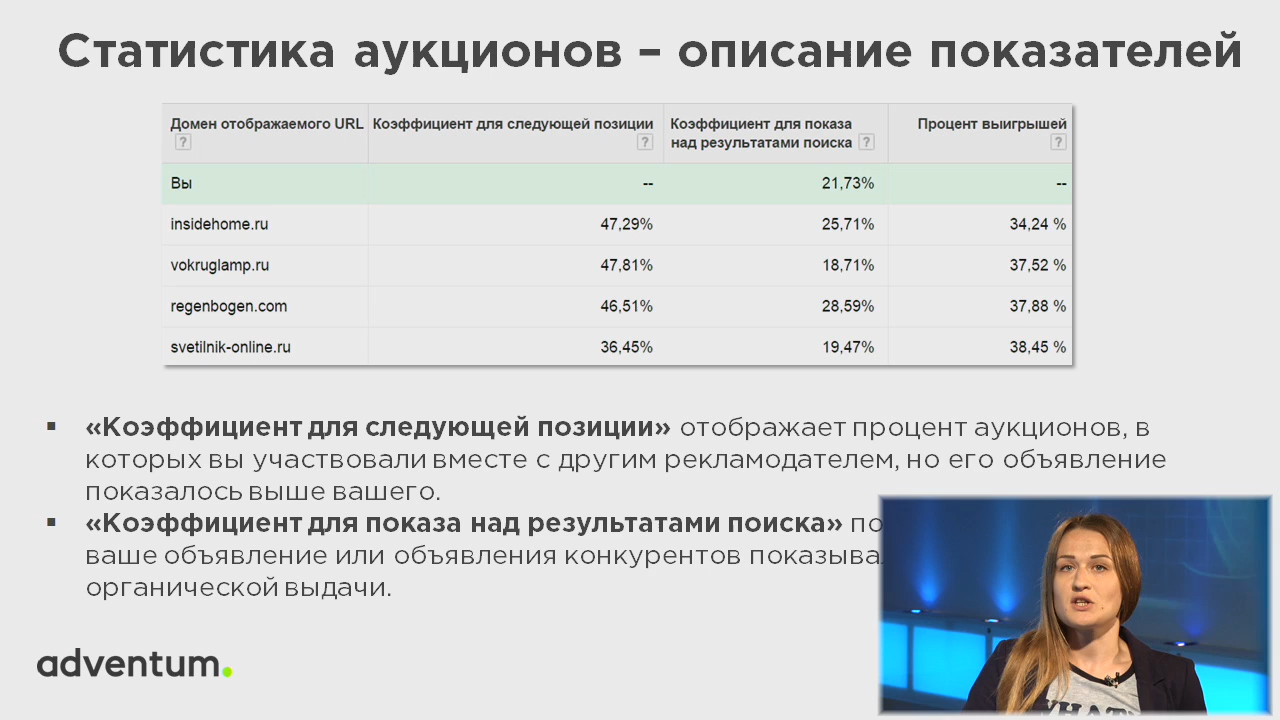 Статистика аукционов – описание показателей
Домен отображаемого URL ?
Коэффициент для следующей позиции ?
Коэффициент для показа
над результатами поиска ?
Процент выигрышей ?
Вы -- 21,73% --
insidehome.ru 47,29% 25,71% 34,24 %
vokruglamp.ru 47,81% 18,71% 37,52 %
regenbogen.com 46,51% 28,59% 37,88 %
svetilnik-online.ru 36,45% 19,47% 38,45 %
▪ «Коэффициент для следующей позиции» отображает процент аукционов, в
которых вы участвовали вместе с другим рекламодателем, но его объявление
показалось выше вашего.
▪ «Коэффициент для показа над результатами поиска»
ваше объявление или объявления конкурентов
органической выдачи.
adventum.